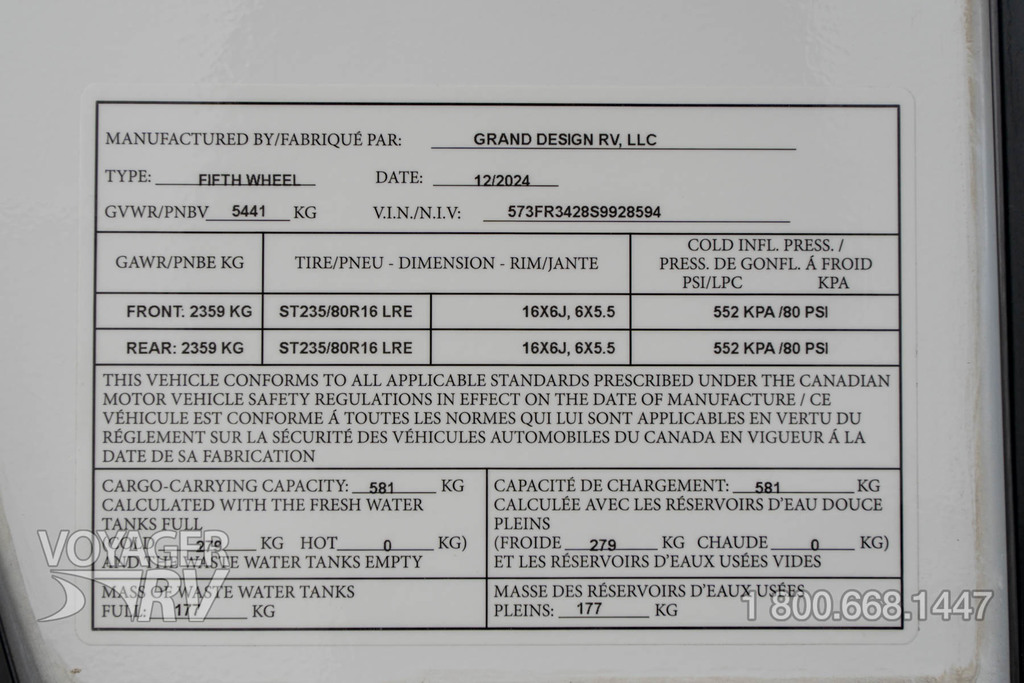 MANUFACTURED BY/FABRIQUÉ PAR: GRAND DESIGN RV, LLC
TYPE: FIFTH WHEEL DATE: 12/2024
GVWR/PNBV 5441 KG V.I.N./N.I.V: 573FR3428S9928594
GAWR/PNBE KG
TIRE/PNEU - DIMENSION - RIM/JANTE
COLD INFL. PRESS. /
PRESS. DE GONFL. Á FROID
PSI/LPC KPA
FRONT: 2359 KG ST235/80R16 LRE 16X6J, 6X5.5 552 KPA /80 PSI
REAR: 2359 KG ST235/80R16 LRE 16X6J, 6X5.5 552 KPA /80 PSI
THIS VEHICLE CONFORMS TO ALL APPLICABLE STANDARDS PRESCRIBED UNDER THE CANADIAN
MOTOR VEHICLE SAFETY REGULATIONS IN EFFECT ON THE DATE OF MANUFACTURE / CE
VÉHICULE EST CONFORME Á TOUTES LES NORMES QUI LUI SONT APPLICABLES EN VERTU DU
RÉGLEMENT SUR LA SÉCURITÉ DES VÉHICULES AUTOMOBILES DU CANADA EN VIGUEUR Á LA
DATE DE SA FABRICATION
CARGO-CARRYING CAPACITY: 581 KG
CALCULATED WITH THE FRESH WATER
TANKS FULL
(COLD 279 KG HOT 0 KG)
AND THE WASTE WATER TANKS EMPTY
CAPACITÉ DE CHARGEMENT: 581 KG
CALCULÉE AVEC LES RÉSERVOIRS D'EAU DOUCE
PLEINS
(FROIDE 279 KG CHAUDE 0 KG)
ET LES RÉSERVOIRS D'EAUX USÉES VIDES
MASS OF WASTE WATER TANKS
FULL: 177 KG
MASSE DES RÉSERVOIRS D'EAUX USÉES
PLEINS: 177 KG
VOYAGER
RV
1 800.668.1447